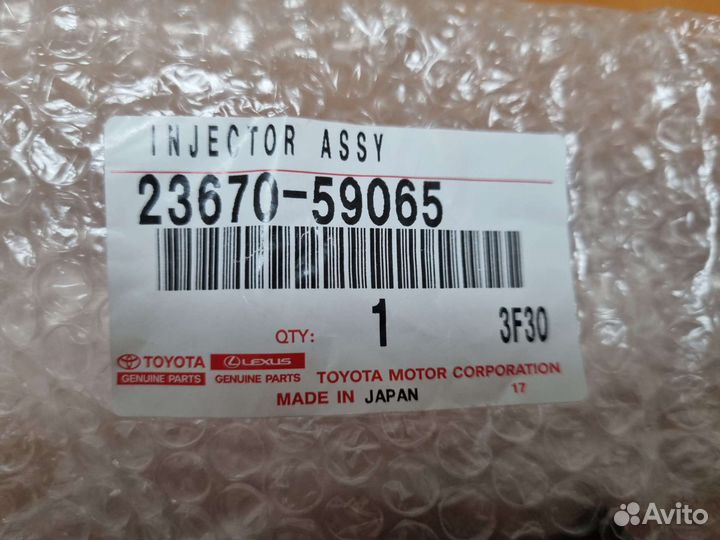 INJECTOR ASSY
23670-59065
QTY: 1 3F30
TOYOTA LEXUS
GENUINE PARTS GENUINE PARTS TOYOTA MOTOR CORPORATION
MADE IN JAPAN 17
Avito